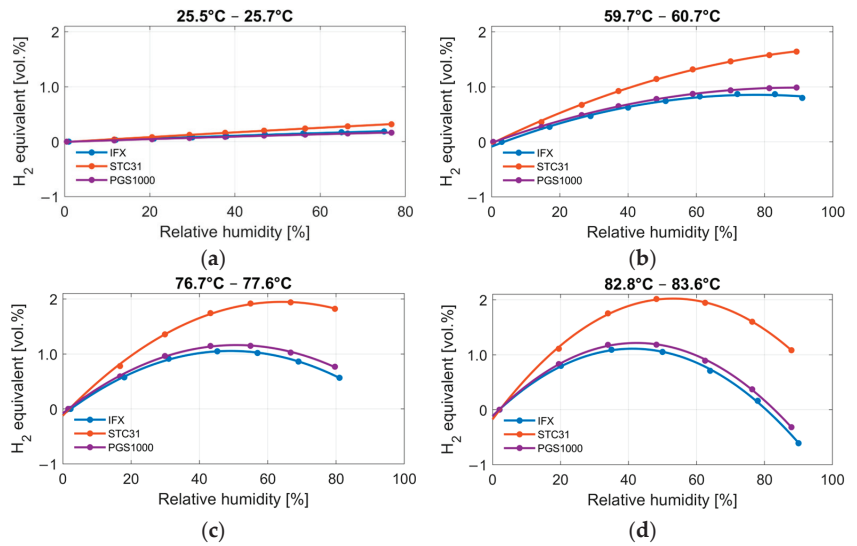 25.5°C – 25.7°C
H2 equivalent [vol.%]
2.0
1.0
0
−1
IFX
STC31
PGS1000
0 20 40 60 80
Relative humidity [%]
(a)
59.7°C – 60.7°C
H2 equivalent [vol.%]
2.0
1.0
0
−1
IFX
STC31
PGS1000
0 20 40 60 80 100
Relative humidity [%]
(b)
76.7°C – 77.6°C
H2 equivalent [vol.%]
2
1.0
0
−1
IFX
STC31
PGS1000
0 20 40 60 80 100
Relative humidity [%]
(c)
82.8°C – 83.6°C
H2 equivalent [vol.%]
2.0
1.0
0
−1
IFX
STC31
PGS1000
0 20 40 60 80 100
Relative humidity [%]
(d)